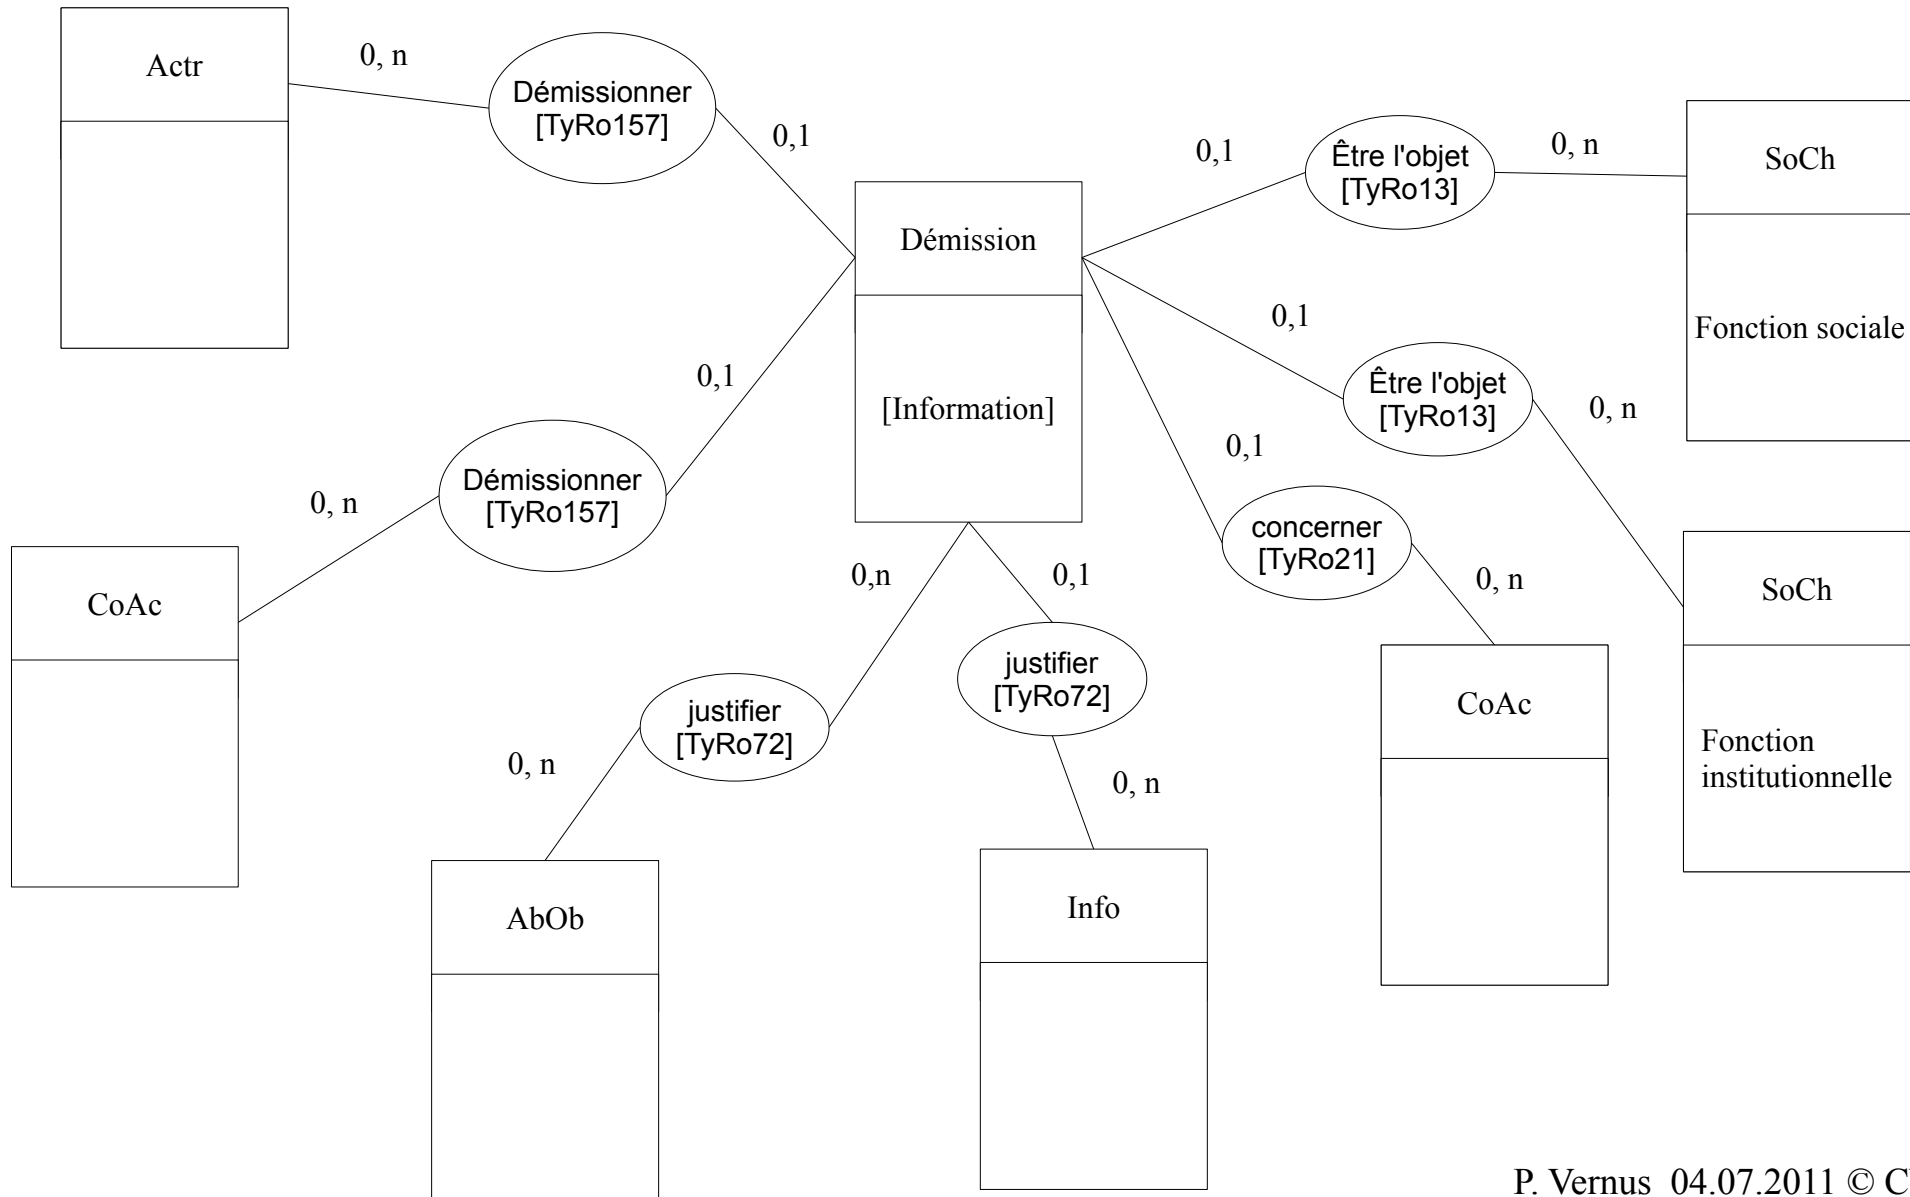 Actr
0, n
Démissionner
[TyRo157]
0,1
Démission
[Information]
0,1
Être l'objet
[TyRo13]
0, n
SoCh
Fonction sociale
0,1
Être l'objet
[TyRo13]
0, n
SoCh
Fonction
institutionnelle
0,1
concerner
[TyRo21]
0, n
CoAc
0,1
Démissionner
[TyRo157]
0, n
CoAc
0,n
justifier
[TyRo72]
0, n
AbOb
0,1
justifier
[TyRo72]
0, n
Info
P. Vernus 04.07.2011 ©